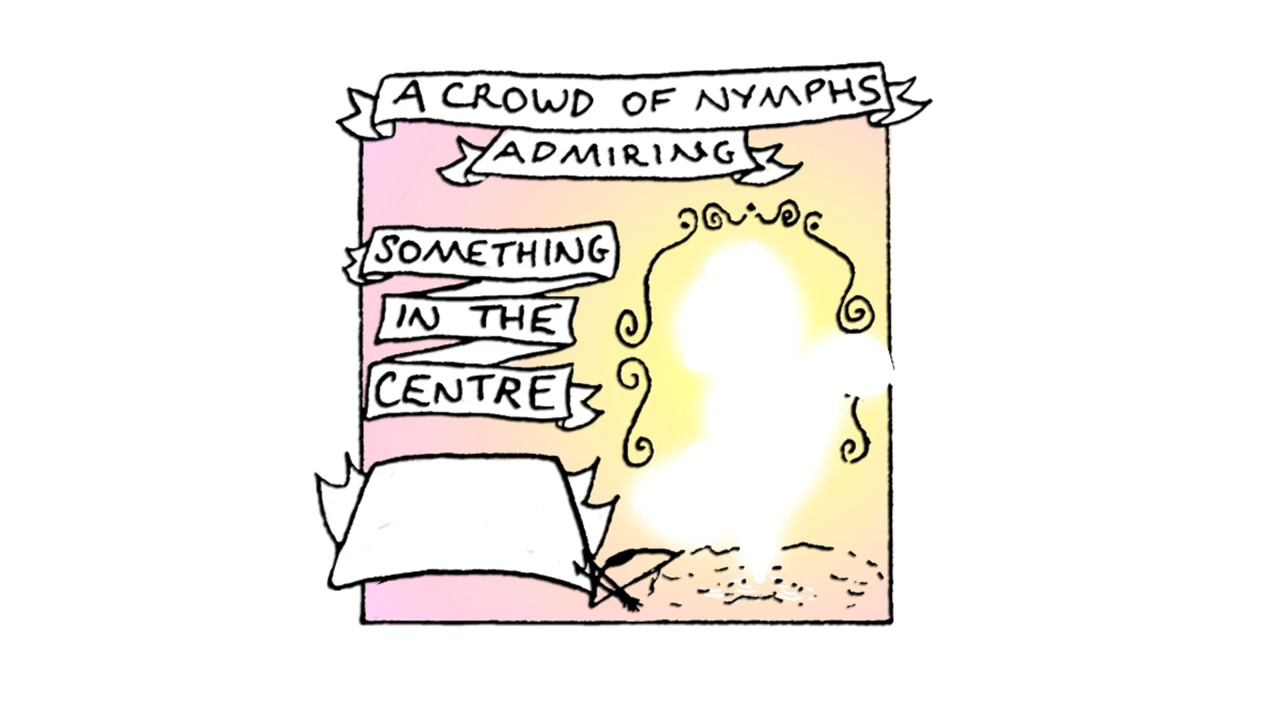 A CROWD OF NYMPHS
ADMIRING
SOMETHING
IN THE
CENTRE